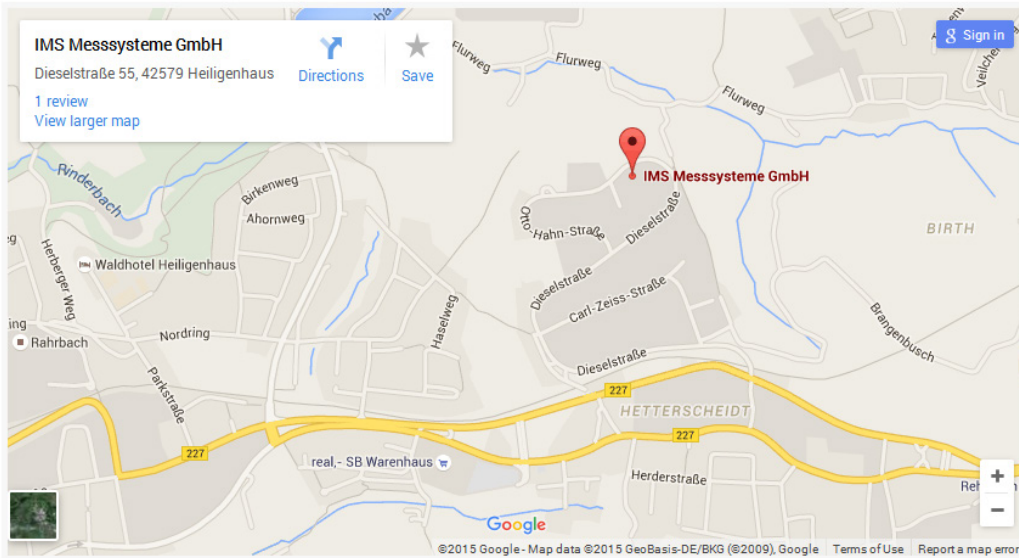 IMS Messsysteme GmbH
Dieselstraße 55, 42579 Heiligenhaus
Directions
Save
1 review
View larger map
Sign in
Flurweg
Flurweg
Flurweg
IMS Messsysteme GmbH
Rinderbach
Birkenweg
Ahornweg
Otto-Hahn-Straße
Dieselstraße
BIRTH
Herberger Weg
Waldhotel Heiligenhaus
Dieselstraße
Carl-Zeiss-Straße
Haselweg
Brangenbusch
Nordring
Rahrbach
Parkstraße
Dieselstraße
227
HETTERSCHEIDT
227
227
real,- SB Warenhaus
Herderstraße
+
−
Google
©2015 Google - Map data ©2015 GeoBasis-DE/BKG (©2009), Google
Terms of Use
Report a map error